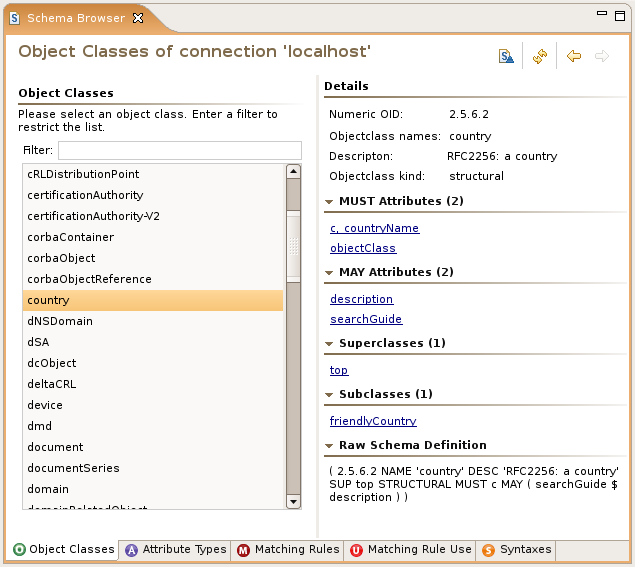 Schema Browser
Object Classes of connection 'localhost'
Object Classes
Please select an object class. Enter a filter to
restrict the list.
Filter:
cRLDistributionPoint
certificationAuthority
certificationAuthority-V2
corbaContainer
corbaObject
corbaObjectReference
country
dNSDomain
dSA
dcObject
deltaCRL
device
dmd
document
documentSeries
domain
domainRelatedObject
Details
Numeric OID: 2.5.6.2
Objectclass names: country
Descripton: RFC2256: a country
Objectclass kind: structural
MUST Attributes (2)
c, countryName
objectClass
MAY Attributes (2)
description
searchGuide
Superclasses (1)
top
Subclasses (1)
friendlyCountry
Raw Schema Definition
( 2.5.6.2 NAME 'country' DESC 'RFC2256: a country'
SUP top STRUCTURAL MUST c MAY ( searchGuide $
description ) )
O Object Classes A Attribute Types M Matching Rules U Matching Rule Use S Syntaxes